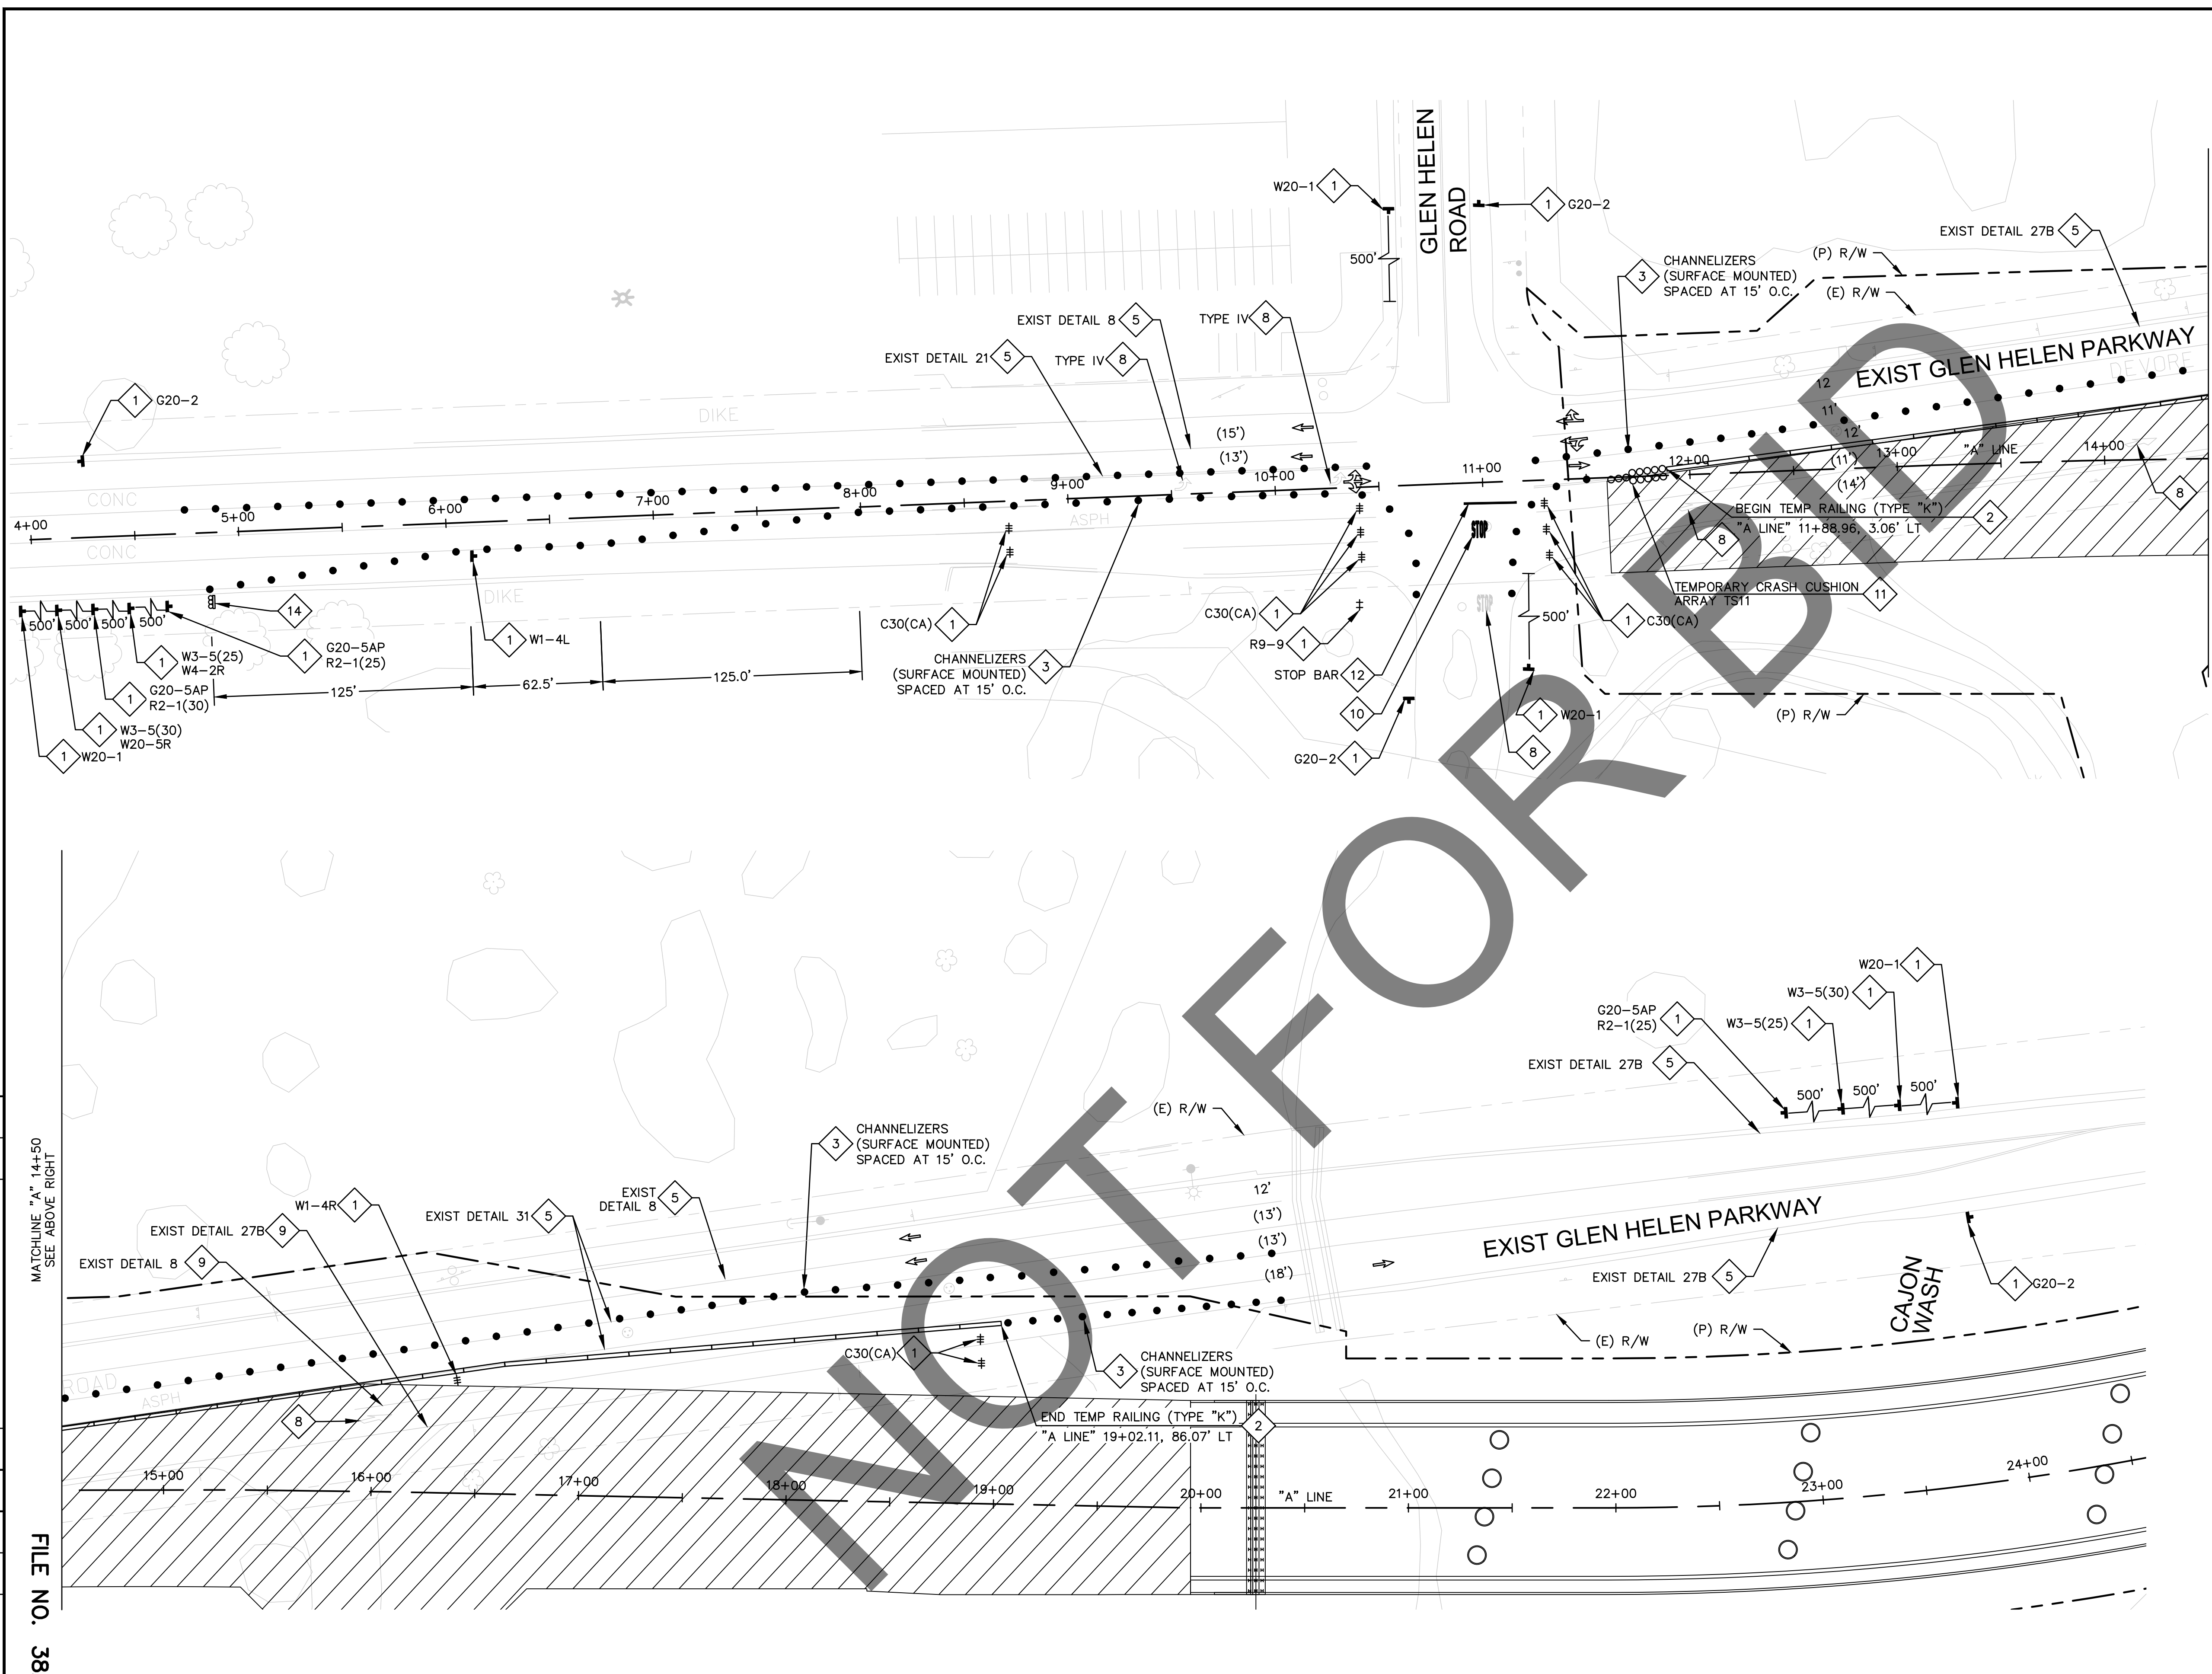 GLEN HELEN
ROAD
W20-1
1
1
G20-2
500'
EXIST DETAIL 27B
5
(P) R/W
(E) R/W
3
CHANNELIZERS
(SURFACE MOUNTED)
SPACED AT 15' O.C.
EXIST DETAIL 8
5
TYPE IV
8
EXIST DETAIL 21
5
TYPE IV
8
EXIST GLEN HELEN PARKWAY
DEVORE
1
G20-2
DIKE
(15')
(13')
12
11'
12'
(11')
(14')
CONC
CONC
ASPH
DIKE
4+00
5+00
6+00
7+00
8+00
9+00
10+00
11+00
12+00
13+00
"A" LINE
14+00
8
BEGIN TEMP RAILING (TYPE "K")
"A LINE" 11+88.96, 3.06' LT
2
8
TEMPORARY CRASH CUSHION
ARRAY TS11
11
STOP
STOP
14
500'
500'
500'
500'
1
W1-4L
1
G20-5AP
R2-1(25)
1
W3-5(25)
W4-2R
1
G20-5AP
R2-1(30)
1
W3-5(30)
W20-5R
1
W20-1
125'
62.5'
125.0'
C30(CA)
1
CHANNELIZERS
(SURFACE MOUNTED)
SPACED AT 15' O.C.
3
C30(CA)
1
R9-9
1
STOP BAR
12
10
G20-2
1
500'
1
C30(CA)
1
W20-1
8
(P) R/W
NOT FOR BID
MATCHLINE "A" 14+50
SEE ABOVE RIGHT
W20-1
1
W3-5(30)
1
G20-5AP
R2-1(25)
1
W3-5(25)
1
EXIST DETAIL 27B
5
500'
500'
500'
(E) R/W
3
CHANNELIZERS
(SURFACE MOUNTED)
SPACED AT 15' O.C.
EXIST
DETAIL 8
5
W1-4R
1
EXIST DETAIL 31
5
EXIST DETAIL 27B
9
EXIST DETAIL 8
9
12'
(13')
(13')
(18')
EXIST GLEN HELEN PARKWAY
EXIST DETAIL 27B
5
CAJON
WASH
1
G20-2
(E) R/W
(P) R/W
ROAD
ASPH
8
C30(CA)
1
3
CHANNELIZERS
(SURFACE MOUNTED)
SPACED AT 15' O.C.
END TEMP RAILING (TYPE "K")
"A LINE" 19+02.11, 86.07' LT
2
15+00
16+00
17+00
18+00
19+00
20+00
"A" LINE
21+00
22+00
23+00
24+00
FILE NO. 38